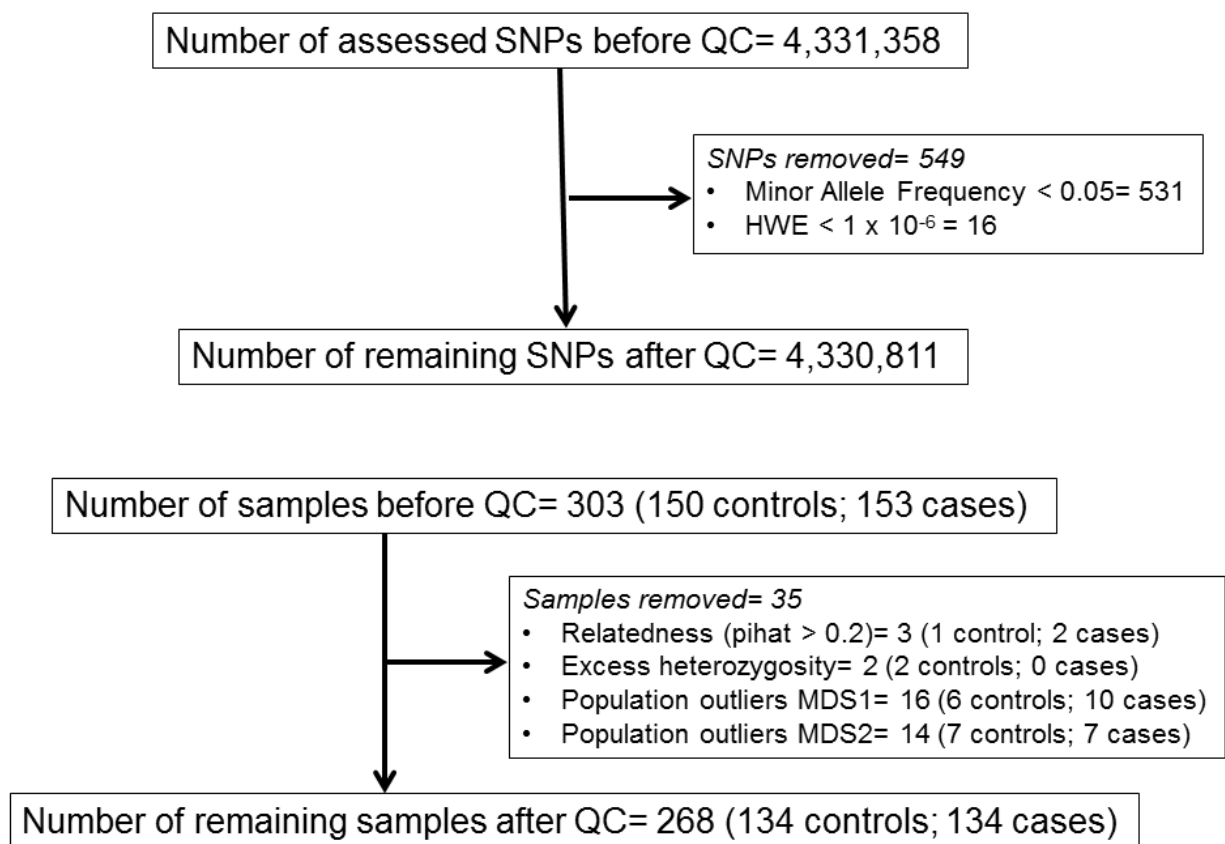 Number of assessed SNPs before QC= 4,331,358
SNPs removed= 549
• Minor Allele Frequency < 0.05= 531
• HWE < 1 x 10⁻⁶ = 16
Number of remaining SNPs after QC= 4,330,811
Number of samples before QC= 303 (150 controls; 153 cases)
Samples removed= 35
• Relatedness (pihat > 0.2)= 3 (1 control; 2 cases)
• Excess heterozygosity= 2 (2 controls; 0 cases)
• Population outliers MDS1= 16 (6 controls; 10 cases)
• Population outliers MDS2= 14 (7 controls; 7 cases)
Number of remaining samples after QC= 268 (134 controls; 134 cases)